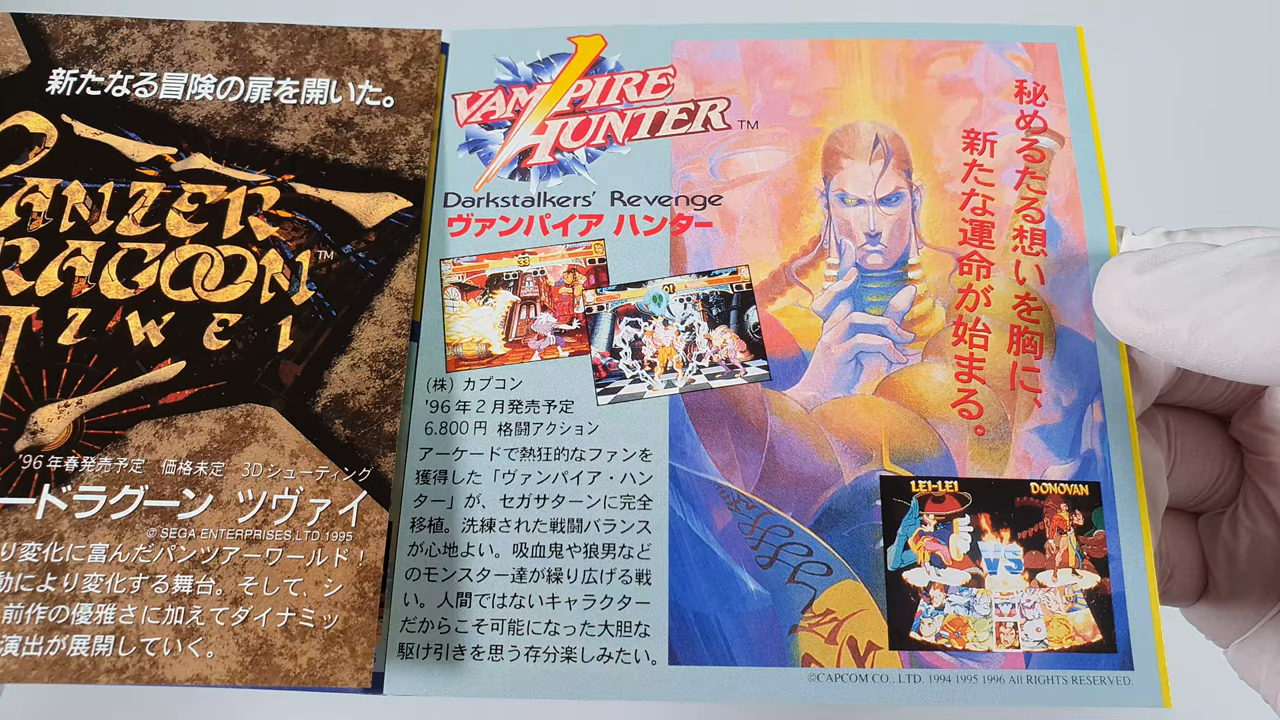 新たなる冒険の扉を開いた。
PANZER
DRAGOON™
ZWEI
'96年春発売予定 価格未定 3Dシューティング
ードラグーン ツヴァイ
© SEGA ENTERPRISES,LTD.1995
り変化に富んだパンツァーワールド!
動により変化する舞台。そして、シ
前作の優雅さに加えてダイナミッ
演出が展開していく。
VAMPIRE
HUNTER™
Darkstalkers' Revenge
ヴァンパイア ハンター
(株)カプコン
'96年2月発売予定
6.800円 格闘アクション
アーケードで熱狂的なファンを
獲得した「ヴァンパイア・ハン
ター」が、セガサターンに完全
移植。洗練された戦闘バランス
が心地よい。吸血鬼や狼男など
のモンスター達が繰り広げる戦
い。人間ではないキャラクター
だからこそ可能になった大胆な
駆け引きを思う存分楽しみたい。
秘めるたる想いを胸に、
新たな運命が始まる。
LEI-LEI
DONOVAN
VS
©CAPCOM CO., LTD. 1994 1995 1996 All RIGHTS RESERVED.